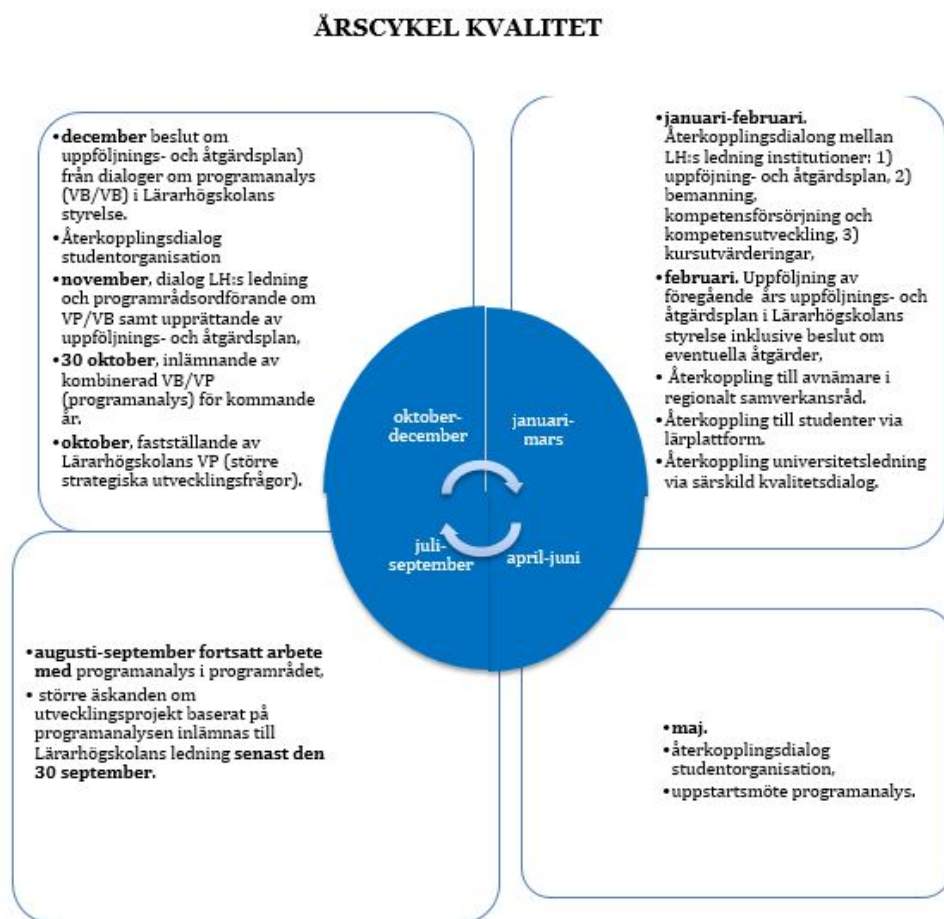 ÅRSCYKEL KVALITET
•december beslut om
uppföljnings- och åtgärdsplan)
från dialoger om programanalys
(VB/VB) i Lärarhögskolans
styrelse.
•Återkopplingsdialog
studentorganisation
•november, dialog LH:s ledning
och programrådsordförande om
VP/VB samt upprättande av
uppföljnings- och åtgärdsplan,
•30 oktober, inlämnande av
kombinerad VB/VP
(programanalys) för kommande
år.
•oktober, fastställande av
Lärarhögskolans VP (större
strategiska utvecklingsfrågor).
•januari-februari.
Återkopplingsdialong mellan
LH:s ledning institutioner: 1)
uppföjning- och åtgärdsplan, 2)
bemanning,
kompetensförsörjning och
kompetensutveckling, 3)
kursutvärderingar,
•februari. Uppföljning av
föregående års uppföljnings- och
åtgärdsplan i Lärarhögskolans
styrelse inklusive beslut om
eventuella åtgärder,
• Återkoppling till avnämare i
regionalt samverkansråd.
•Återkoppling till studenter via
lärplattform.
•Återkoppling universitetsledning
via särskild kvalitetsdialog.
oktober-
december
januari-
mars
juli-
september
april-juni
•augusti-september fortsatt arbete
med programanalys i programrådet,
• större äskanden om
utvecklingsprojekt baserat på
programanalysen inlämnas till
Lärarhögskolans ledning senast den
30 september.
•maj.
•återkopplingsdialog
studentorganisation,
•uppstartsmöte programanalys.